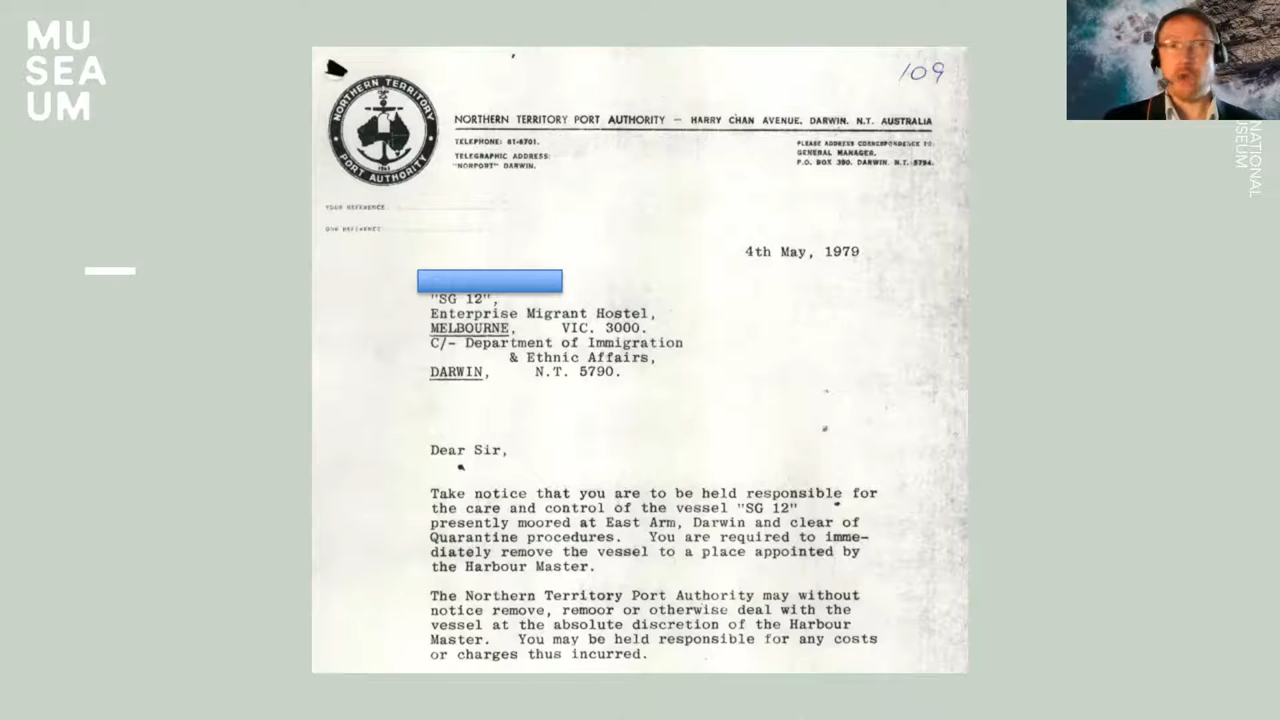 MU
SEA
UM
109
NORTHERN TERRITORY
PORT AUTHORITY
NORTHERN TERRITORY PORT AUTHORITY — HARRY CHAN AVENUE, DARWIN. N.T. AUSTRALIA
TELEPHONE: 81-8701.
TELEGRAPHIC ADDRESS:
"NORPORT" DARWIN.
PLEASE ADDRESS CORRESPONDENCE TO:
GENERAL MANAGER.
P.O. BOX 390. DARWIN. N.T. 5794.
YOUR REFERENCE
OUR REFERENCE
4th May, 1979
"SG 12",
Enterprise Migrant Hostel,
MELBOURNE, VIC. 3000.
C/- Department of Immigration
& Ethnic Affairs,
DARWIN, N.T. 5790.
Dear Sir,
Take notice that you are to be held responsible for
the care and control of the vessel "SG 12"
presently moored at East Arm, Darwin and clear of
Quarantine procedures. You are required to imme-
diately remove the vessel to a place appointed by
the Harbour Master.
The Northern Territory Port Authority may without
notice remove, remoor or otherwise deal with the
vessel at the absolute discretion of the Harbour
Master. You may be held responsible for any costs
or charges thus incurred.
NATIONAL